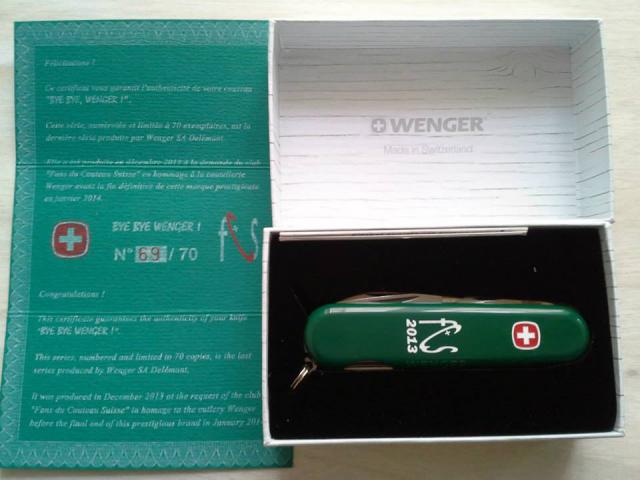 Félicitations !
Ce certificat vous garantit l'authenticité de votre couteau
"BYE BYE, WENGER !".
Cette série, numérotée et limitée à 70 exemplaires, est la
dernière série produite par Wenger SA Delémont.
Elle a été produite en décembre 2013 à la demande du club
"Fans du Couteau Suisse" en hommage à la coutellerie
Wenger avant la fin définitive de cette marque prestigieuse
en janvier 2014.
BYE BYE WENGER !
N° 69 / 70
fcs
Congratulations !
This certificate guarantees the authenticity of your knife
"BYE BYE WENGER !".
This series, numbered and limited to 70 copies, is the last
series produced by Wenger SA Delémont.
It was produced in December 2013 at the request of the club
"Fans du Couteau Suisse" in homage to the cutlery Wenger
before the final end of this prestigious brand in January 2014
WENGER
Made in Switzerland
fcs
2013